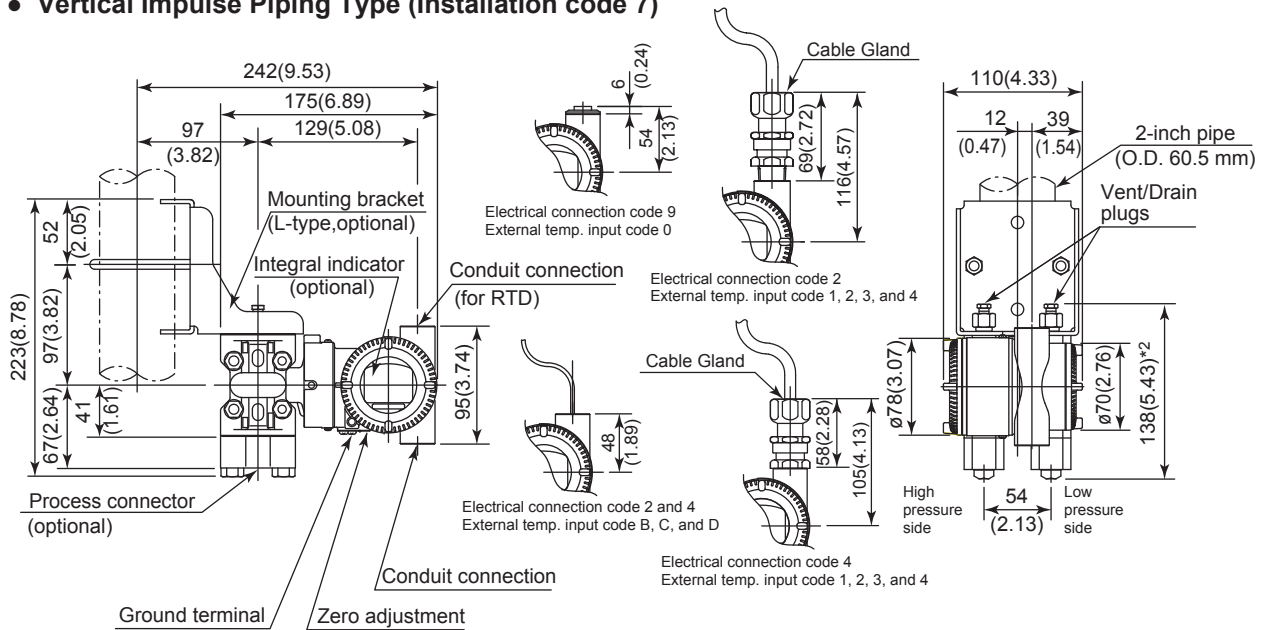 ● Vertical Impulse Piping Type (Installation code 7)
242(9.53)
175(6.89)
97
(3.82)
129(5.08)
52
(2.05)
223(8.78)
97(3.82)
41
(1.61)
67(2.64)
Mounting bracket
(L-type,optional)
Integral indicator
(optional)
Conduit connection
(for RTD)
95(3.74)
Process connector
(optional)
Ground terminal
Zero adjustment
Conduit connection
6
(0.24)
54
(2.13)
Electrical connection code 9
External temp. input code 0
Cable Gland
69(2.72)
116(4.57)
Electrical connection code 2
External temp. input code 1, 2, 3, and 4
48
(1.89)
Electrical connection code 2 and 4
External temp. input code B, C, and D
Cable Gland
58(2.28)
105(4.13)
Electrical connection code 4
External temp. input code 1, 2, 3, and 4
110(4.33)
12
(0.47)
39
(1.54)
2-inch pipe
(O.D. 60.5 mm)
Vent/Drain
plugs
ø78(3.07)
ø70(2.76)
138(5.43)*2
High
pressure
side
54
(2.13)
Low
pressure
side